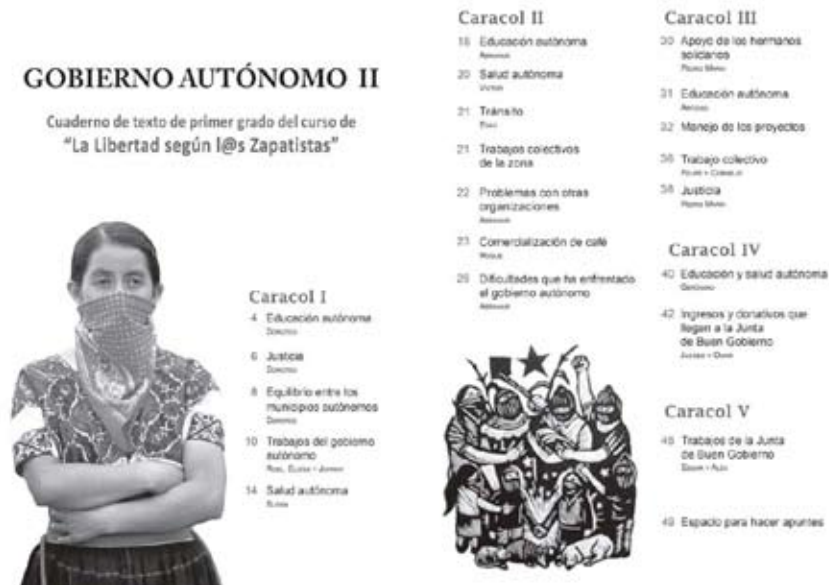 GOBIERNO AUTÓNOMO II
Cuaderno de texto de primer grado del curso de
"La Libertad según l@s Zapatistas"
Caracol I
4 Educación autónoma
6 Justicia
8 Equilibrio entre los
municipios autónomos
10 Trabajos del gobierno
autónomo
14 Salud autónoma
Caracol II
18 Educación autónoma
20 Salud autónoma
21 Tránsito
21 Trabajos colectivos
de la zona
22 Problemas con otras
organizaciones
23 Comercialización de café
Roque
Dificultades que ha enfrentado
el gobierno autónomo
Caracol III
30 Apoyo de los hermanos
solidarios
31 Educación autónoma
32 Manejo de los proyectos
36 Trabajo colectivo
38 Justicia
Caracol IV
40 Educación y salud autónoma
42 Ingresos y donativos que
llegan a la Junta
de Buen Gobierno
Caracol V
Trabajos de la Junta
de Buen Gobierno
Espacio para hacer apuntes